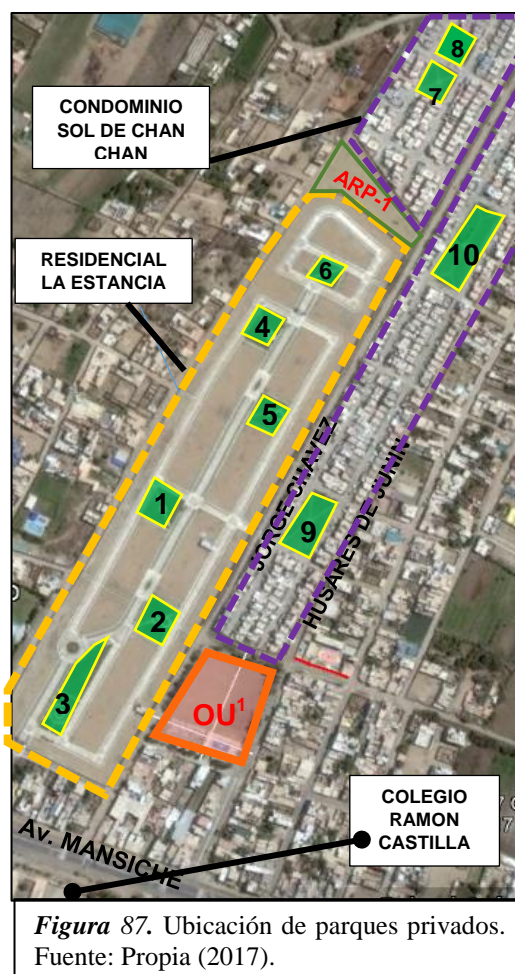 8
7
CONDOMINIO
SOL DE CHAN
CHAN
ARP-1
10
RESIDENCIAL
LA ESTANCIA
6
4
5
JORGE CHAVEZ
HUSARES DE JUNIN
1
9
2
3
OU¹
COLEGIO
RAMON
CASTILLA
Av. MANSICHE
Figura 87. Ubicación de parques privados.
Fuente: Propia (2017).